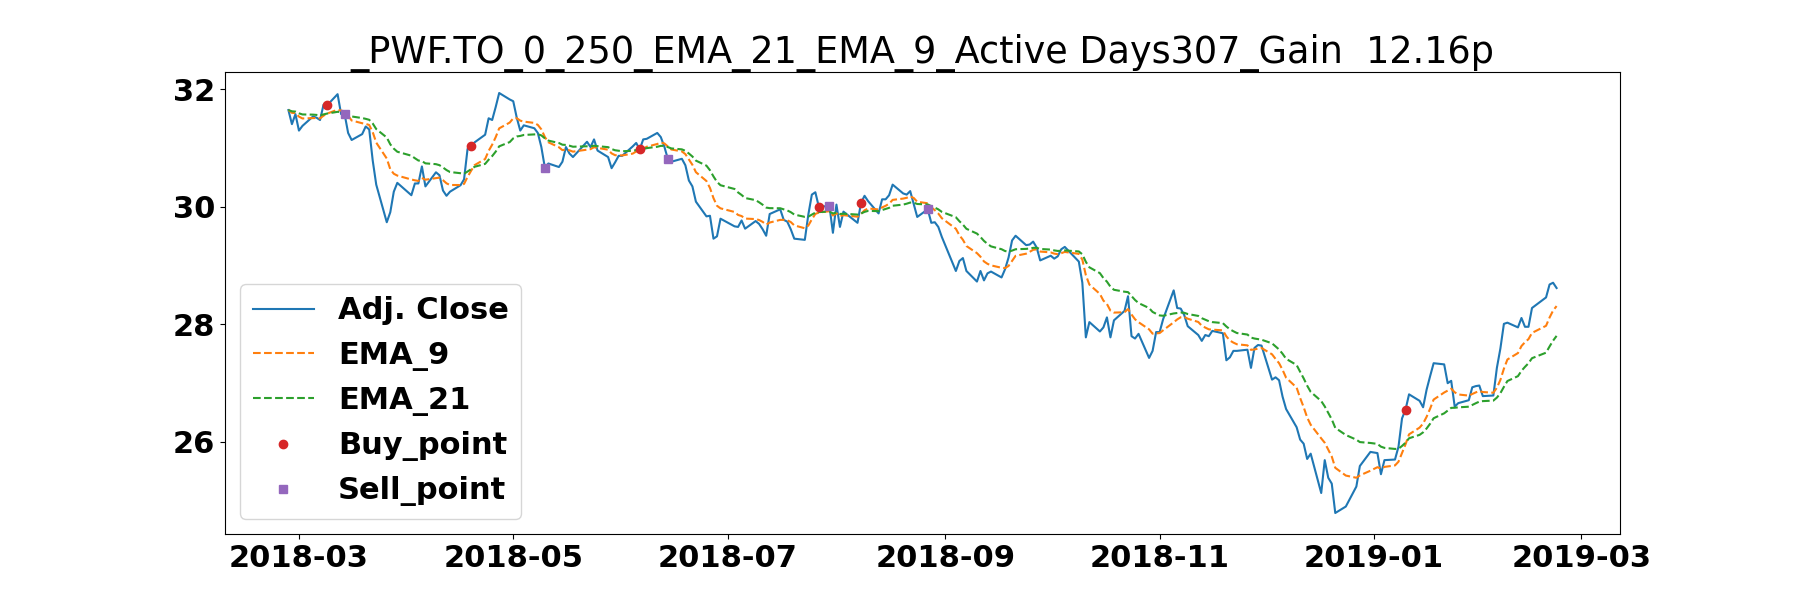 _PWF.TO_0_250_EMA_21_EMA_9_Active Days307_Gain  12.16p
32
30
28
26
Adj. Close
EMA_9
EMA_21
Buy_point
Sell_point
2018-03 2018-05 2018-07 2018-09 2018-11 2019-01 2019-03